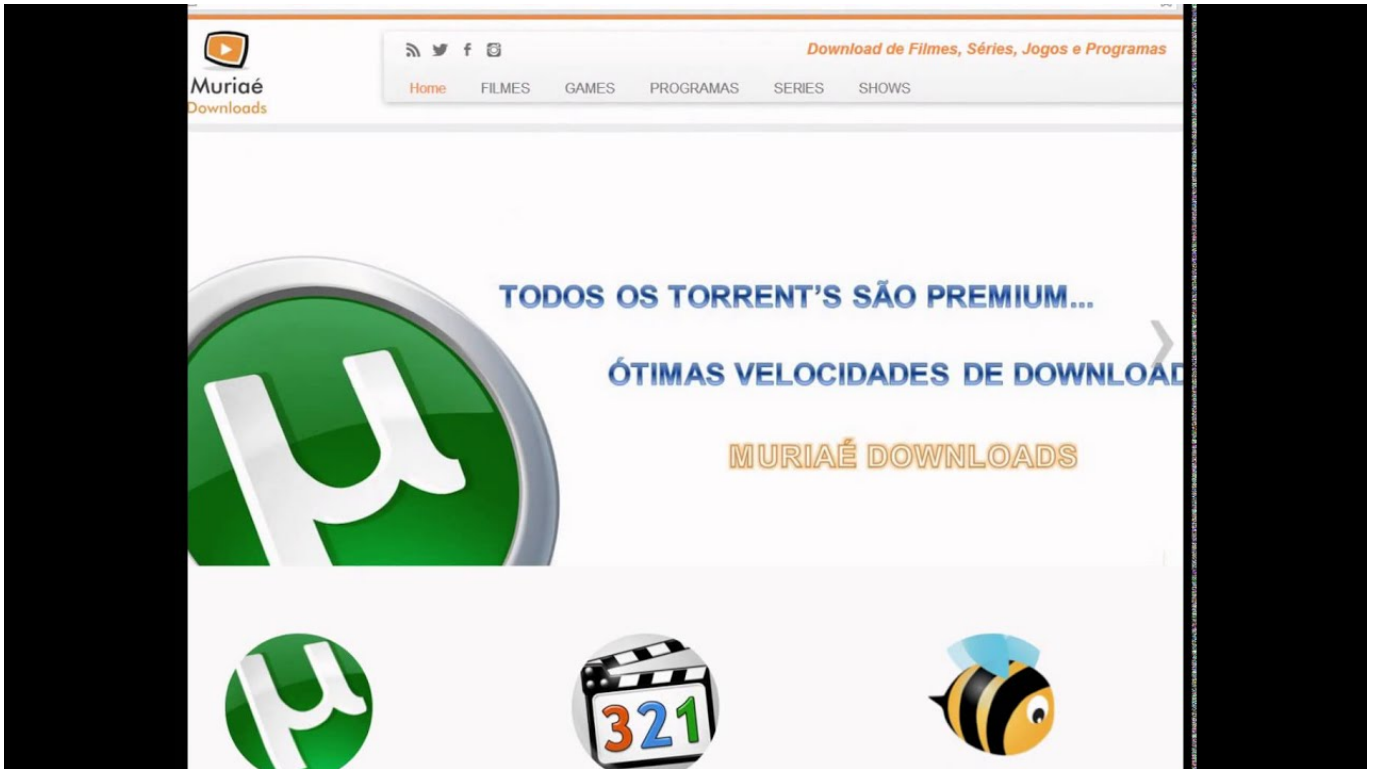 Muriaé
Downloads
Download de Filmes, Séries, Jogos e Programas
Home FILMES GAMES PROGRAMAS SERIES SHOWS
TODOS OS TORRENT'S SÃO PREMIUM...
ÓTIMAS VELOCIDADES DE DOWNLOAD
MURIAÉ DOWNLOADS
µ
µ
321